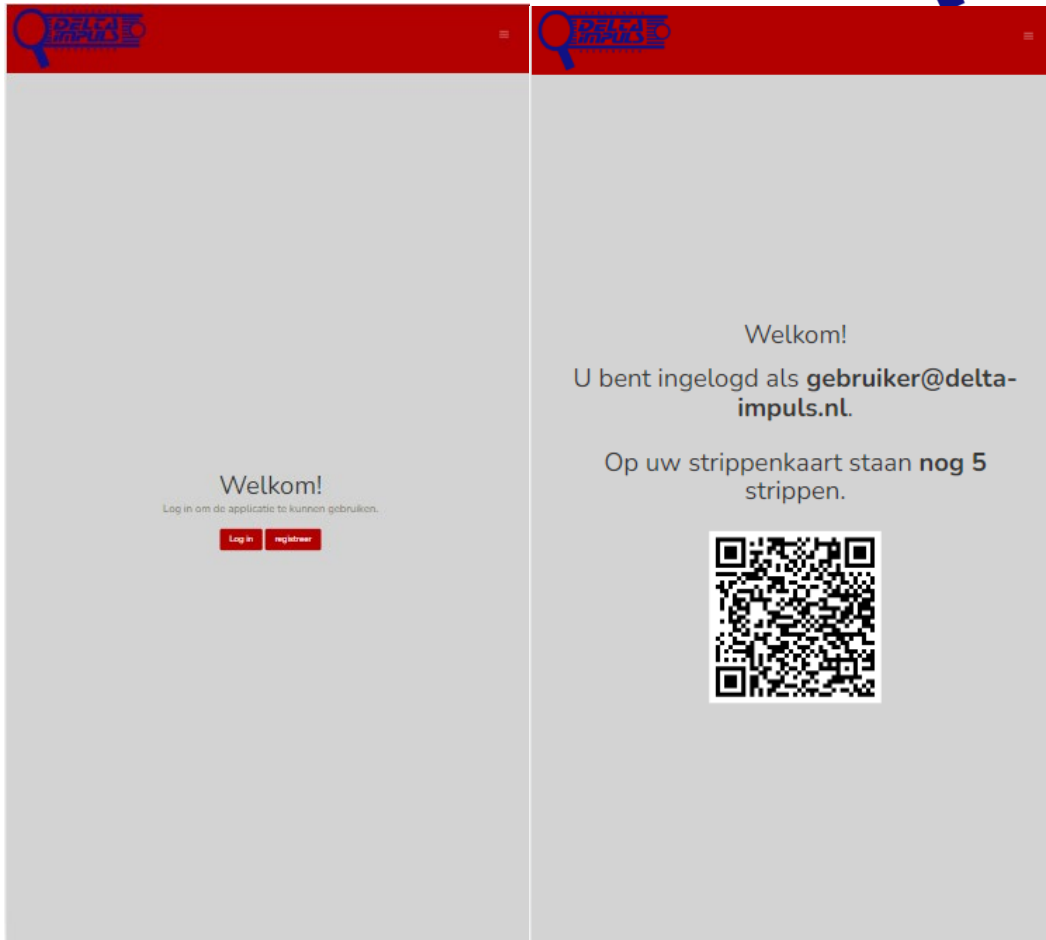 DELTA
IMPULS
Welkom!
Log in om de applicatie te kunnen gebruiken.
Log in
registreer
DELTA
IMPULS
Welkom!
U bent ingelogd als gebruiker@delta-
impuls.nl.
Op uw strippenkaart staan nog 5
strippen.